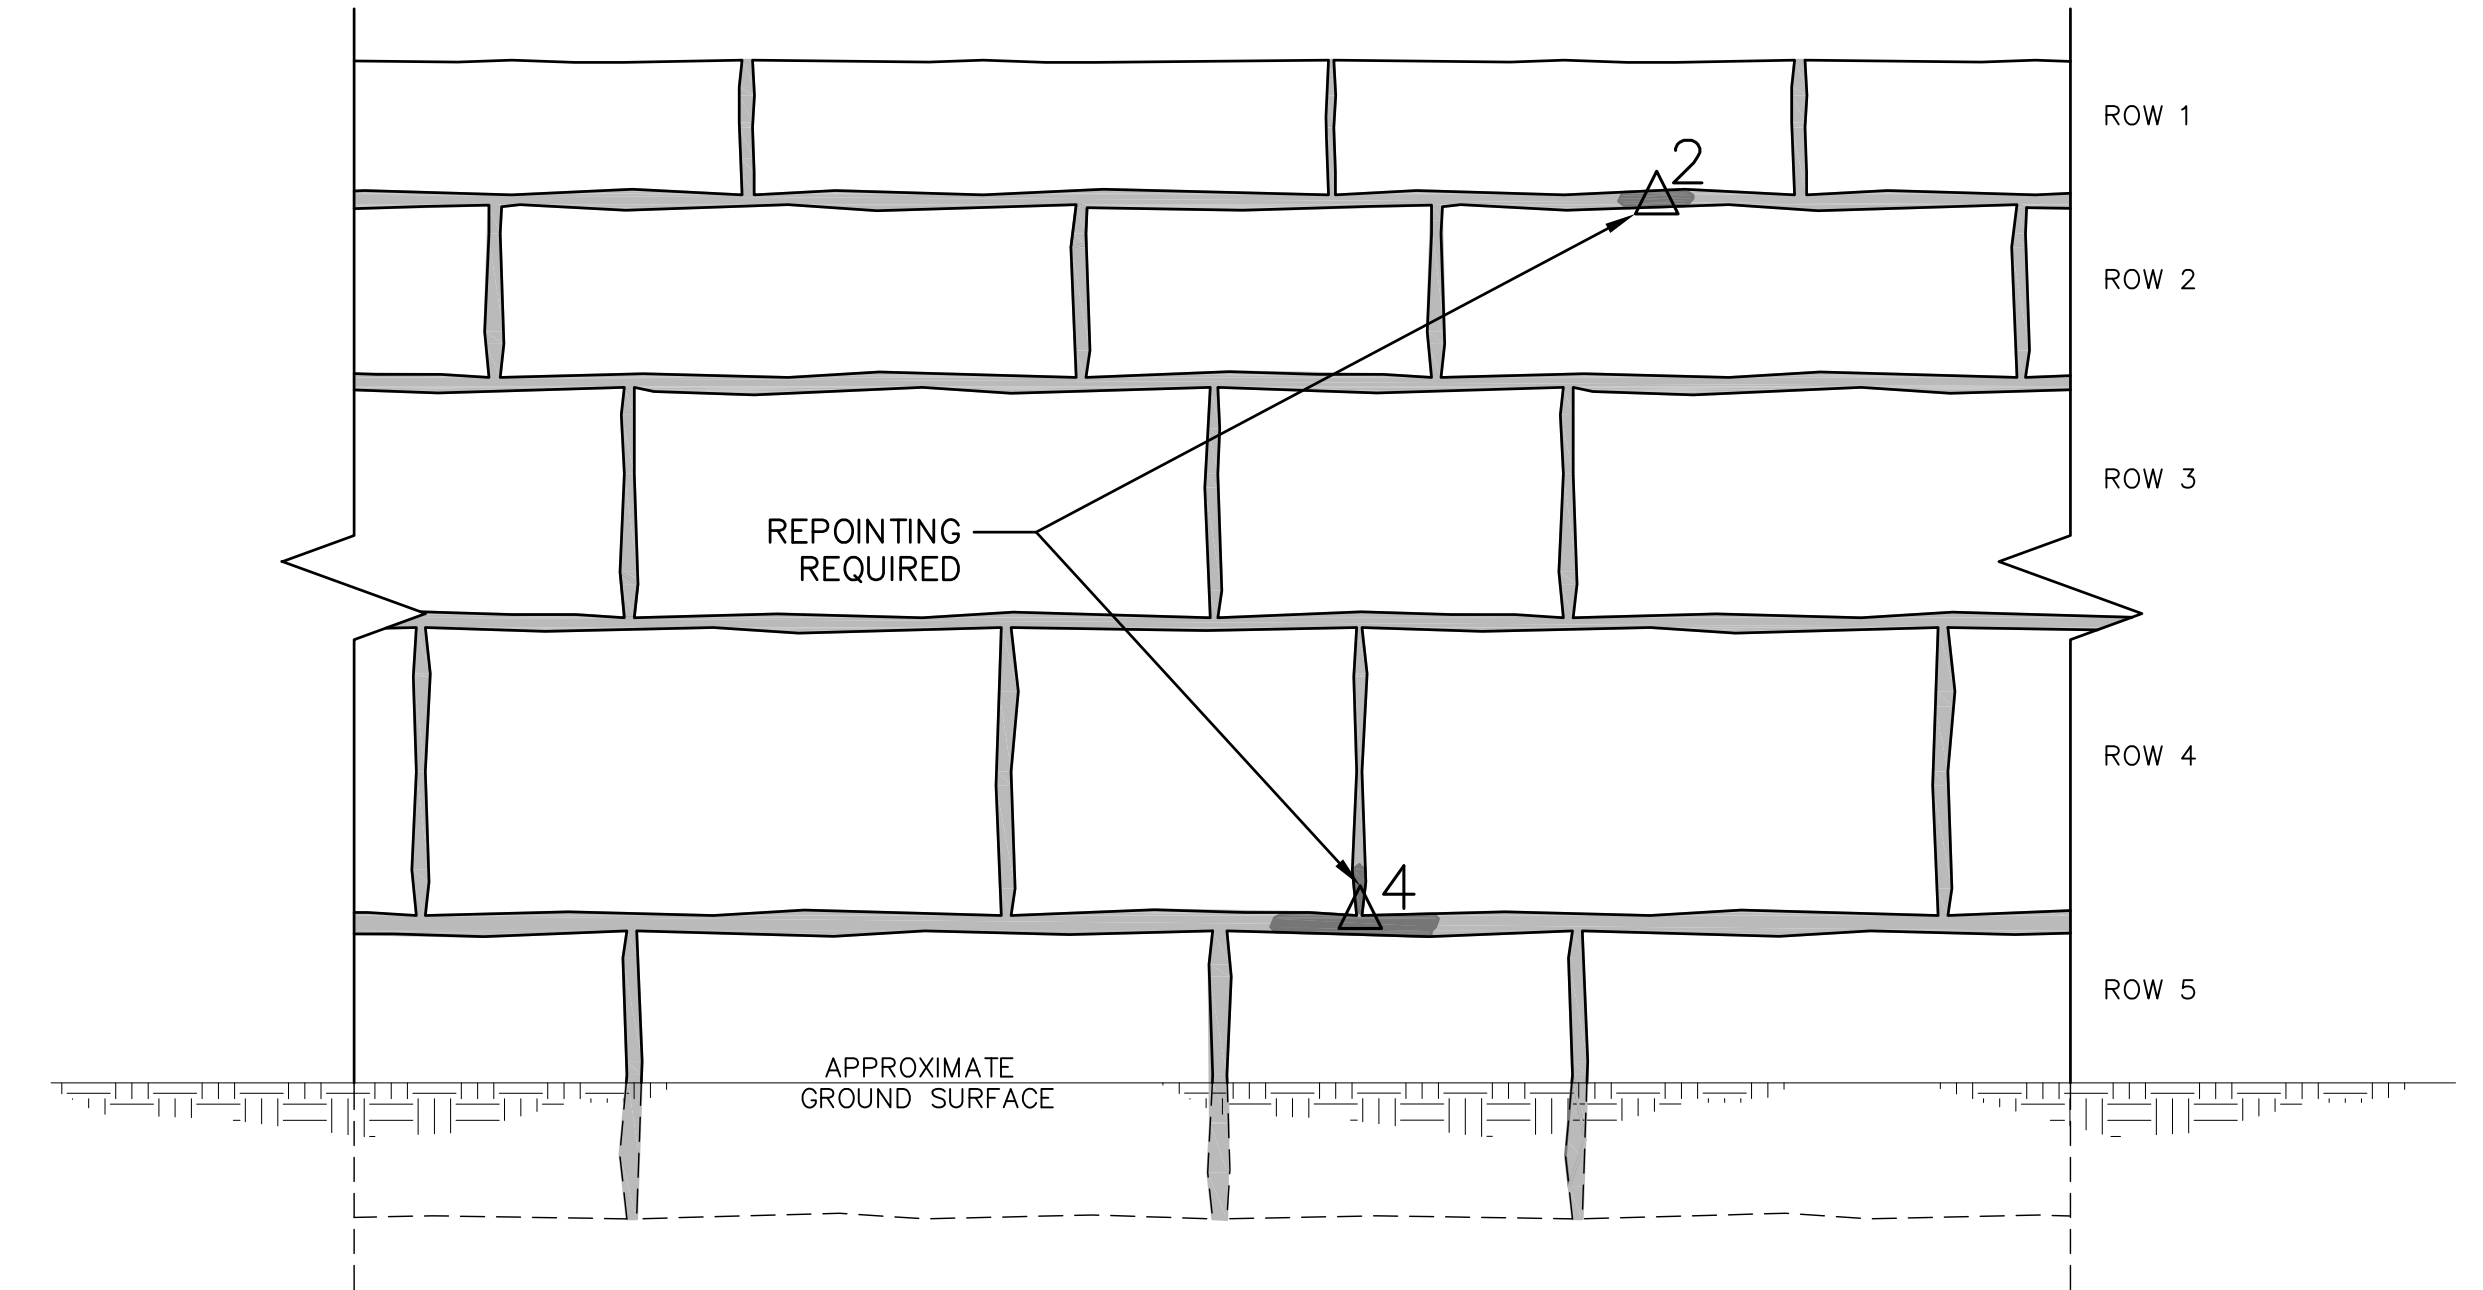 ROW 1
2
ROW 2
ROW 3
REPOINTING
REQUIRED
ROW 4
4
ROW 5
APPROXIMATE
GROUND SURFACE